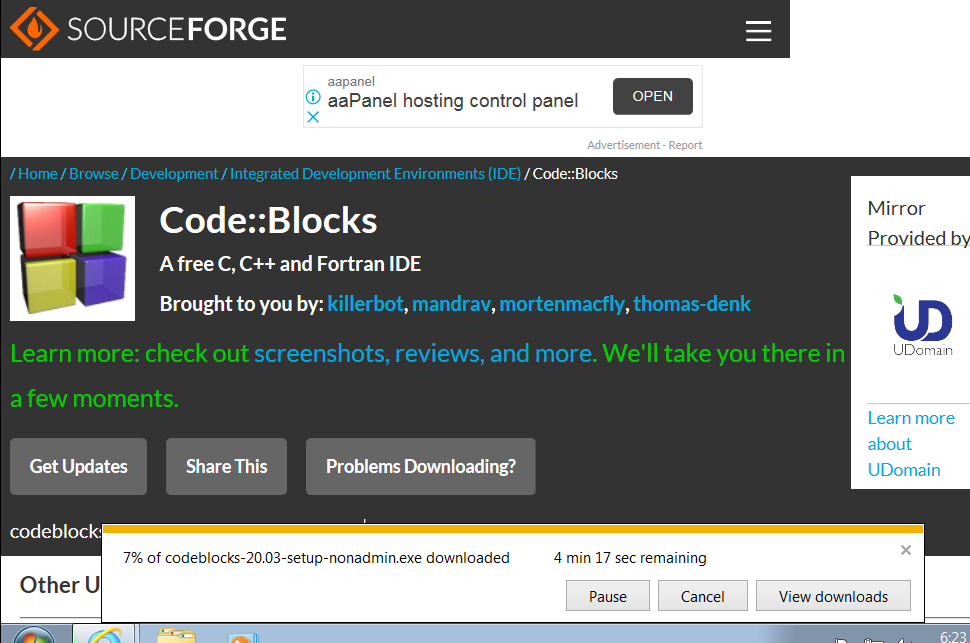 SOURCEFORGE
aapanel
aaPanel hosting control panel
OPEN
Advertisement - Report
/ Home / Browse / Development / Integrated Development Environments (IDE) / Code::Blocks
Code::Blocks
A free C, C++ and Fortran IDE
Brought to you by: killerbot, mandrav, mortenmacfly, thomas-denk
Learn more: check out screenshots, reviews, and more. We'll take you there in
a few moments.
Get Updates
Share This
Problems Downloading?
Mirror
Provided by
UD
UDomain
Learn more
about
UDomain
codeblocks
7% of codeblocks-20.03-setup-nonadmin.exe downloaded
4 min 17 sec remaining
Pause
Cancel
View downloads
Other U
6:23